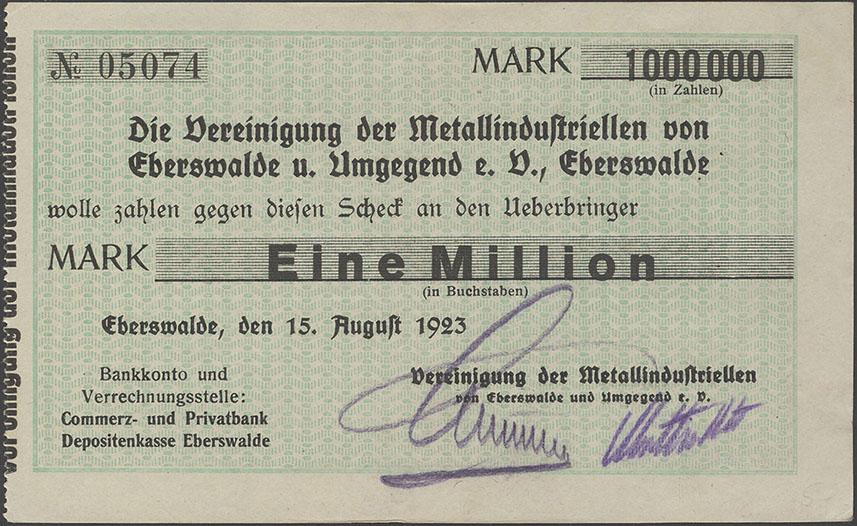 № 05074
MARK 1000000
(in Zahlen)
Die Vereinigung der Metallindustriellen von
Eberswalde u. Umgegend e. V., Eberswalde
wolle zahlen gegen diesen Scheck an den Ueberbringer
MARK Eine Million
(in Buchstaben)
Eberswalde, den 15. August 1923
Bankkonto und
Verrechnungsstelle:
Commerz- und Privatbank
Depositenkasse Eberswalde
Vereinigung der Metallindustriellen
von Eberswalde und Umgegend e. V.